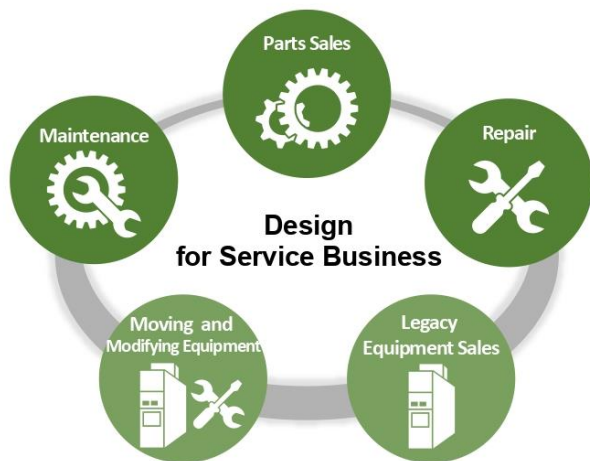 Parts Sales
Maintenance
Repair
Design
for Service Business
Moving and
Modifying Equipment
Legacy
Equipment Sales